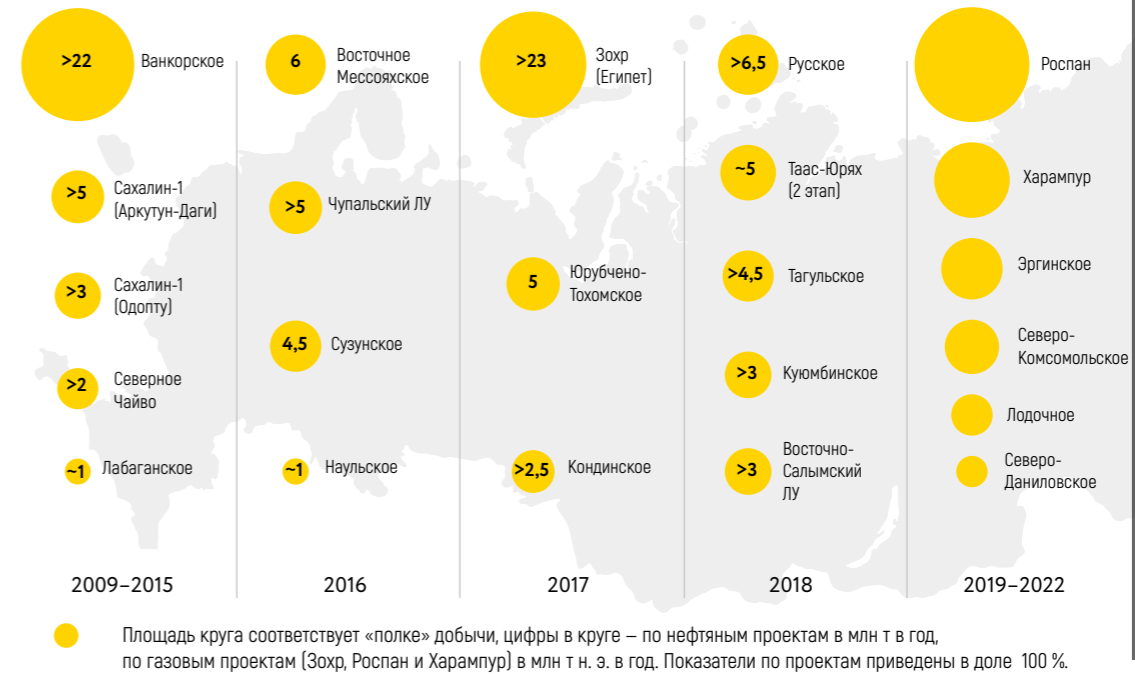 >22
Ванкорское
>5
Сахалин-1
(Аркутун-Даги)
>3
Сахалин-1
(Одопту)
>2
Северное
Чайво
~1
Лабаганское
2009–2015
6
Восточное
Мессояхское
>5
Чупальский ЛУ
4,5
Сузунское
~1
Наульское
2016
>23
Зохр
(Египет)
5
Юрубчено-
Тохомское
>2,5
Кондинское
2017
>6,5
Русское
~5
Таас-Юрях
(2 этап)
>4,5
Тагульское
>3
Куюмбинское
>3
Восточно-
Салымский
ЛУ
2018
Роспан
Харампур
Эргинское
Северо-
Комсомольское
Лодочное
Северо-
Даниловское
2019–2022
Площадь круга соответствует «полке» добычи, цифры в круге – по нефтяным проектам в млн т в год,
по газовым проектам (Зохр, Роспан и Харампур) в млн т н. э. в год. Показатели по проектам приведены в доле 100 %.